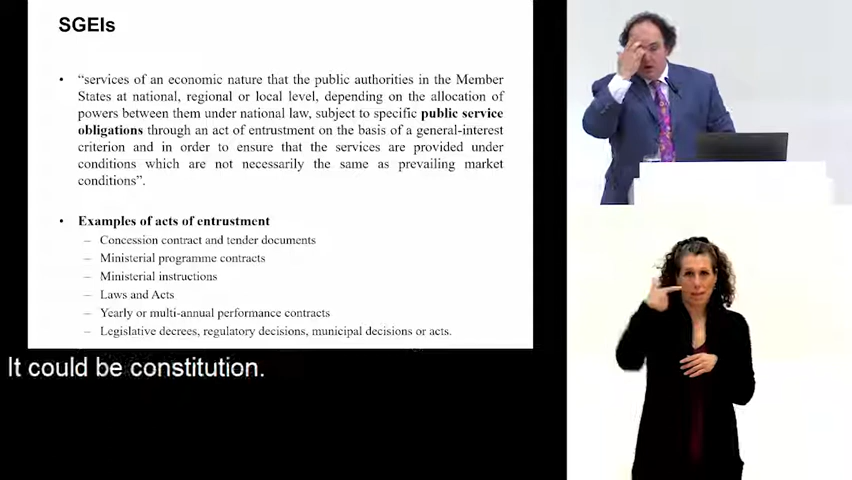 SGEIs
• “services of an economic nature that the public authorities in the Member
States at national, regional or local level, depending on the allocation of
powers between them under national law, subject to specific public service
obligations through an act of entrustment on the basis of a general-interest
criterion and in order to ensure that the services are provided under
conditions which are not necessarily the same as prevailing market
conditions”.
• Examples of acts of entrustment
– Concession contract and tender documents
– Ministerial programme contracts
– Ministerial instructions
– Laws and Acts
– Yearly or multi-annual performance contracts
– Legislative decrees, regulatory decisions, municipal decisions or acts.
It could be constitution.